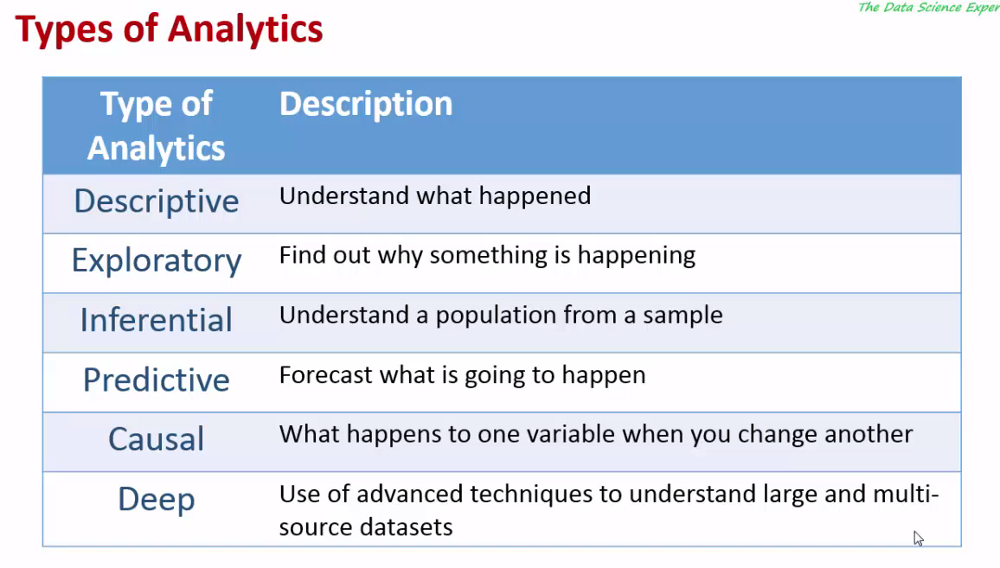 The Data Science Exper
Types of Analytics
Type of
Analytics
Description
Descriptive
Understand what happened
Exploratory
Find out why something is happening
Inferential
Understand a population from a sample
Predictive
Forecast what is going to happen
Causal
What happens to one variable when you change another
Deep
Use of advanced techniques to understand large and multi-
source datasets